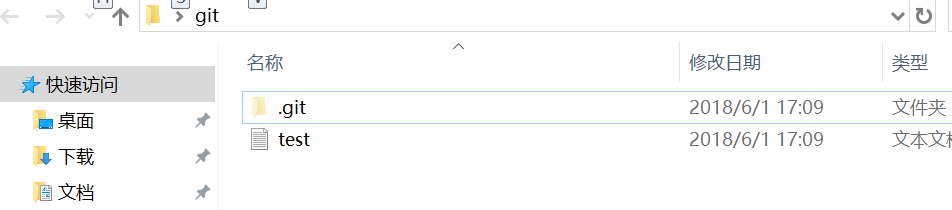 git
名称 修改日期 类型
快速访问
.git 2018/6/1 17:09 文件夹
桌面
test 2018/6/1 17:09 文本文
下载
文档